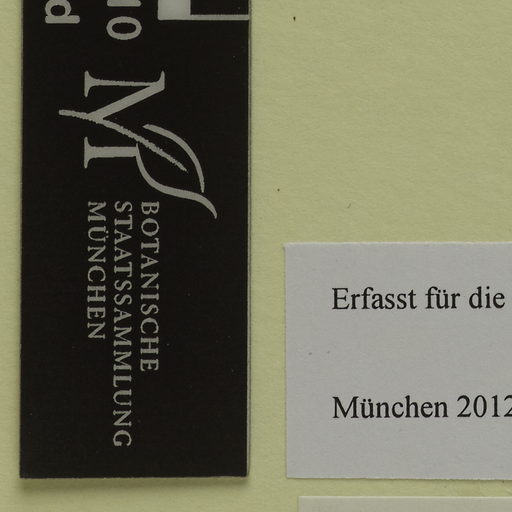 BOTANISCHE
STAATSSAMMLUNG
MÜNCHEN
Erfasst für die
München 2012